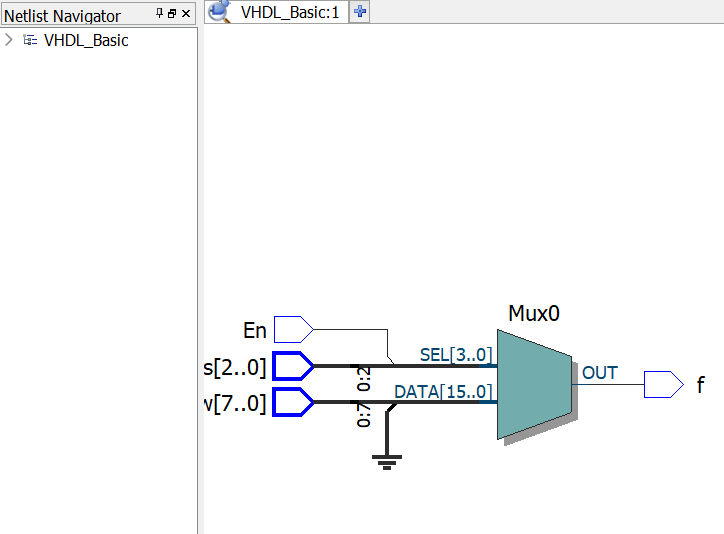 Netlist Navigator
VHDL_Basic:1
VHDL_Basic
Mux0
En
SEL[3..0]
s[2..0]
0:2
OUT
f
DATA[15..0]
w[7..0]
0:7